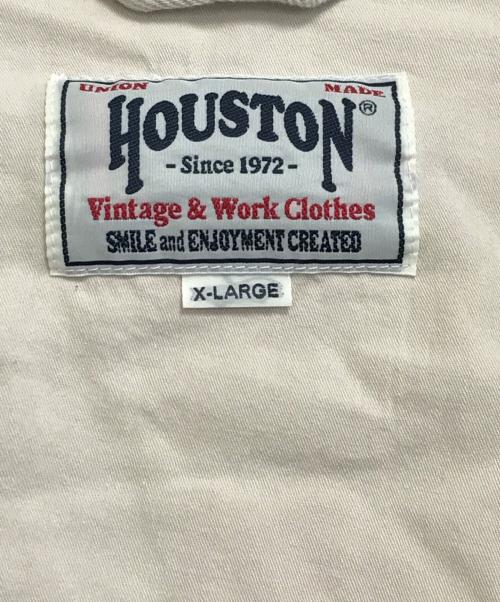 UNION MADE
HOUSTON®
- Since 1972 -
Vintage & Work Clothes
SMILE and ENJOYMENT CREATED
X-LARGE